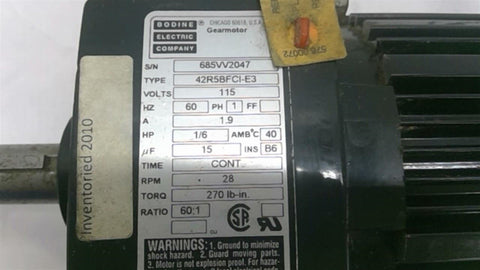 BODINE
ELECTRIC
COMPANY
CHICAGO 60618, U.S.A.
Gearmotor
S/N 685VV2047
TYPE 42R5BFCI-E3
VOLTS 115
HZ 60 PH 1 FF
A 1.9
HP 1/6 AMB°C 40
µF 15 INS B6
TIME CONT.
RPM 28
TORQ 270 lb-in.
RATIO 60:1
WARNINGS: 1. Ground to minimize
shock hazard. 2. Guard moving parts.
3. Motor is not explosion proof. For hazar-
Inventoried 2010